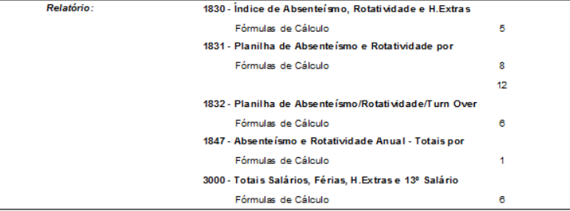 Relatório: 1830 - Índice de Absenteísmo, Rotatividade e H.Extras
Fórmulas de Cálculo 5
1831 - Planilha de Absenteísmo e Rotatividade por
Fórmulas de Cálculo 8
12
1832 - Planilha de Absenteísmo/Rotatividade/Turn Over
Fórmulas de Cálculo 6
1847 - Absenteísmo e Rotatividade Anual - Totais por
Fórmulas de Cálculo 1
3000 - Totais Salários, Férias, H.Extras e 13º Salário
Fórmulas de Cálculo 6